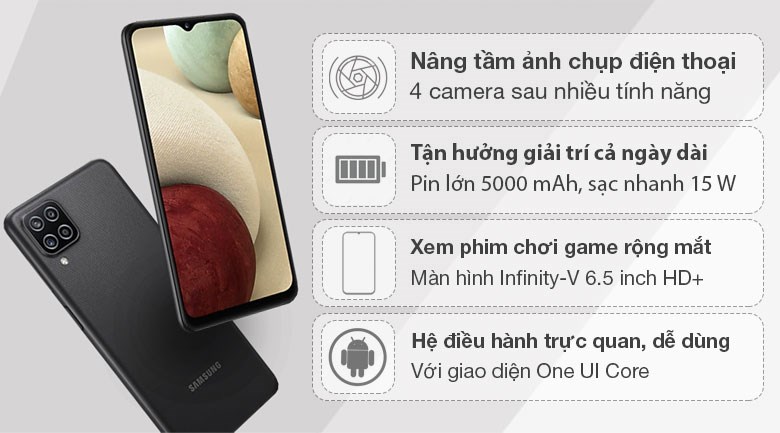 Nâng tầm ảnh chụp điện thoại
4 camera sau nhiều tính năng
Tận hưởng giải trí cả ngày dài
Pin lớn 5000 mAh, sạc nhanh 15 W
Xem phim chơi game rộng mắt
Màn hình Infinity-V 6.5 inch HD+
Hệ điều hành trực quan, dễ dùng
Với giao diện One UI Core
SAMSUNG